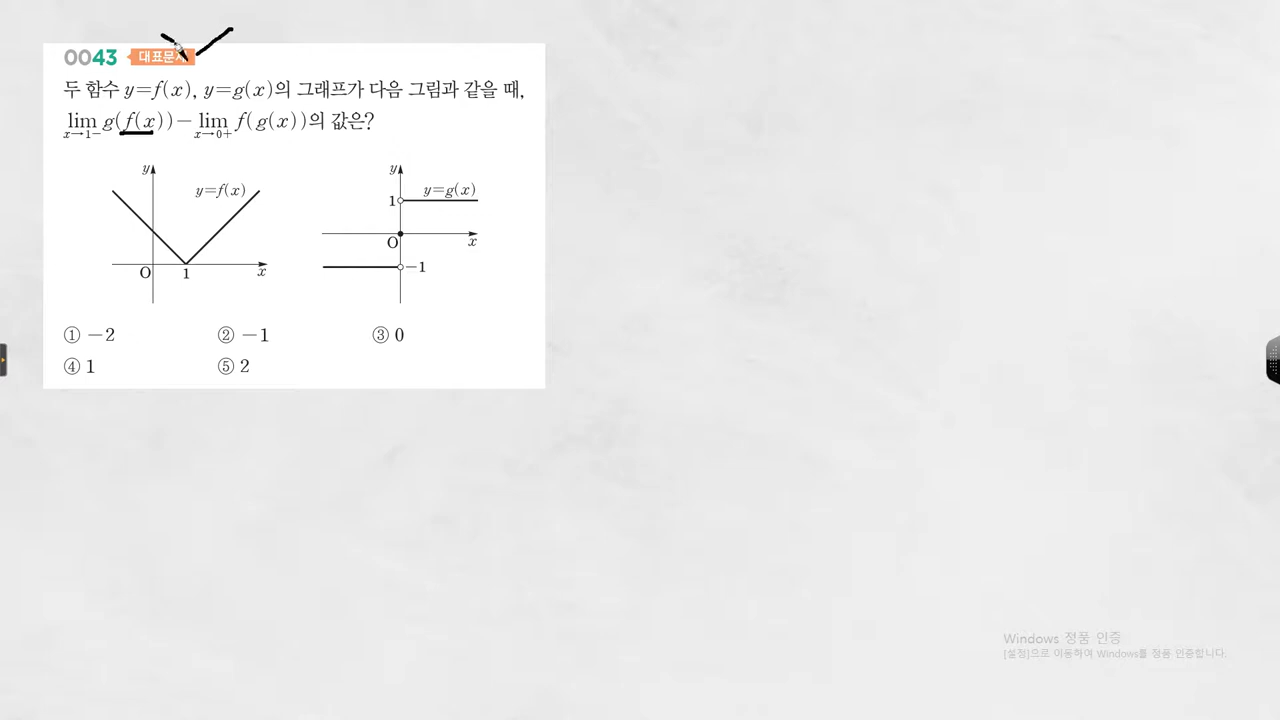 0043 대표문제
두 함수 y=f(x), y=g(x)의 그래프가 다음 그림과 같을 때,
lim x→1− g(f(x))− lim x→0+ f(g(x))의 값은?
y y=f(x) O 1 x
y 1 y=g(x) O x −1
① −2 ② −1 ③ 0
④ 1 ⑤ 2
Windows 정품 인증
[설정]으로 이동하여 Windows를 정품 인증합니다.